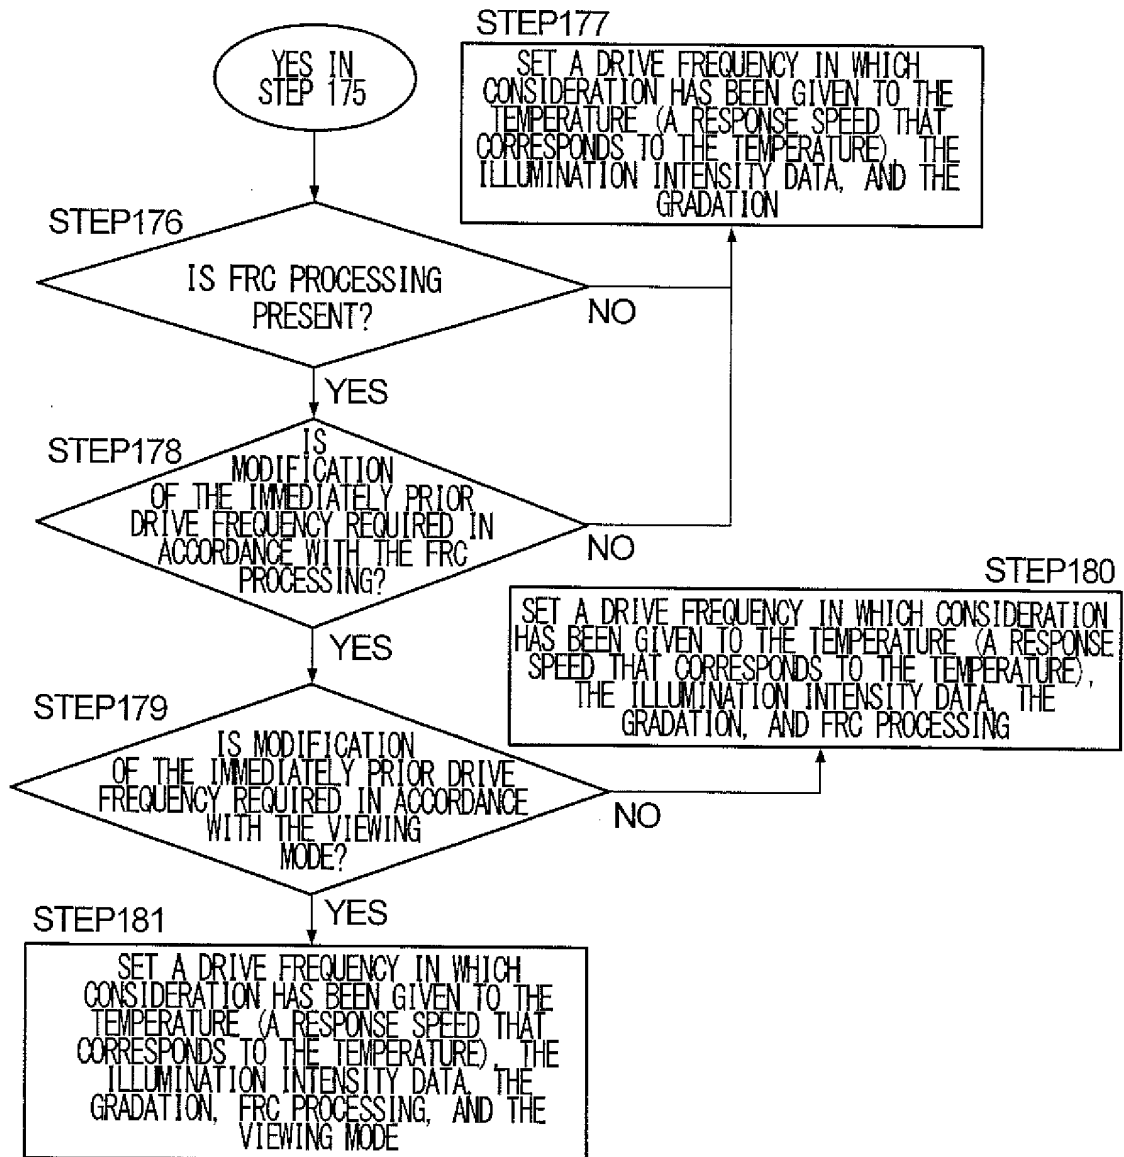 STEP177
YES IN
STEP 175
SET A DRIVE FREQUENCY IN WHICH
CONSIDERATION HAS BEEN GIVEN TO THE
TEMPERATURE (A RESPONSE SPEED THAT
CORRESPONDS TO THE TEMPERATURE), THE
ILLUMINATION INTENSITY DATA, AND THE
GRADATION
STEP176
IS FRC PROCESSING
PRESENT?
NO
YES
STEP178
IS
MODIFICATION
OF THE IMMEDIATELY PRIOR
DRIVE FREQUENCY REQUIRED IN
ACCORDANCE WITH THE FRC
PROCESSING?
NO
YES
STEP180
SET A DRIVE FREQUENCY IN WHICH CONSIDERATION
HAS BEEN GIVEN TO THE TEMPERATURE (A RESPONSE
SPEED THAT CORRESPONDS TO THE TEMPERATURE),
THE ILLUMINATION INTENSITY DATA, THE
GRADATION, AND FRC PROCESSING
STEP179
IS MODIFICATION
OF THE IMMEDIATELY PRIOR DRIVE
FREQUENCY REQUIRED IN ACCORDANCE
WITH THE VIEWING
MODE?
NO
YES
STEP181
SET A DRIVE FREQUENCY IN WHICH
CONSIDERATION HAS BEEN GIVEN TO THE
TEMPERATURE (A RESPONSE SPEED THAT
CORRESPONDS TO THE TEMPERATURE), THE
ILLUMINATION INTENSITY DATA, THE
GRADATION, FRC PROCESSING, AND THE
VIEWING MODE